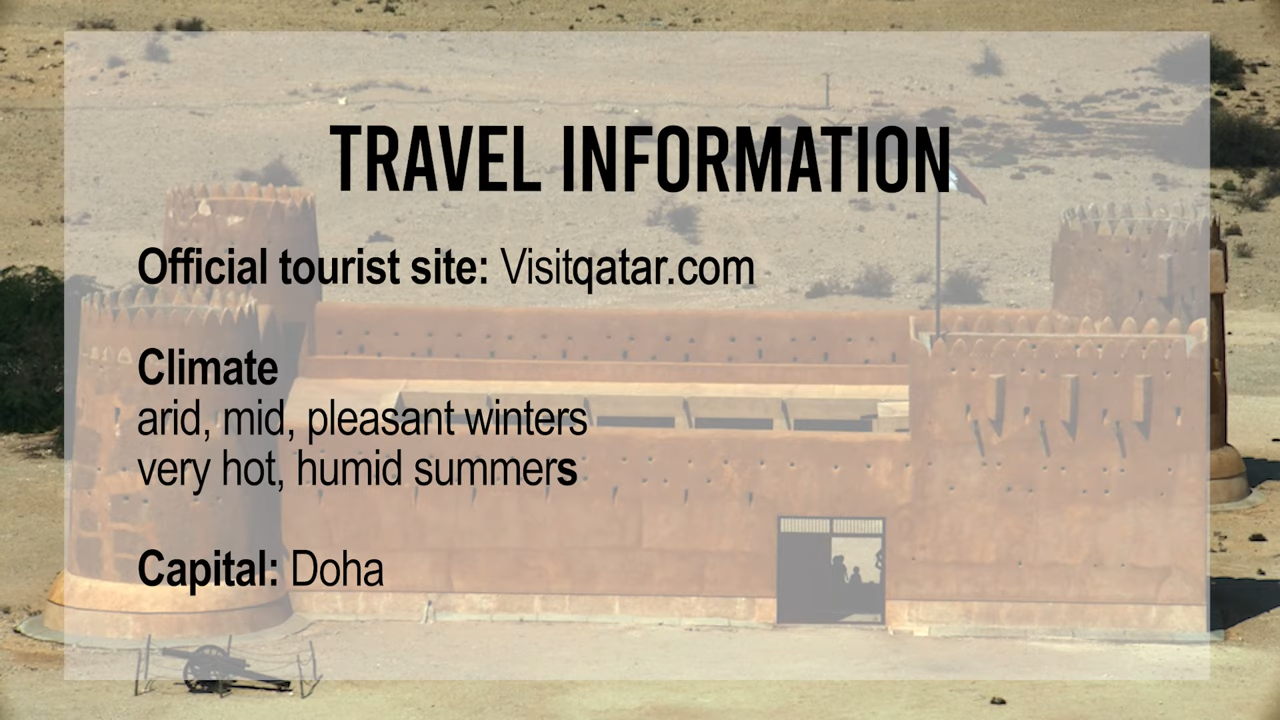 TRAVEL INFORMATION
Official tourist site: Visitqatar.com
Climate
arid, mid, pleasant winters
very hot, humid summers
Capital: Doha